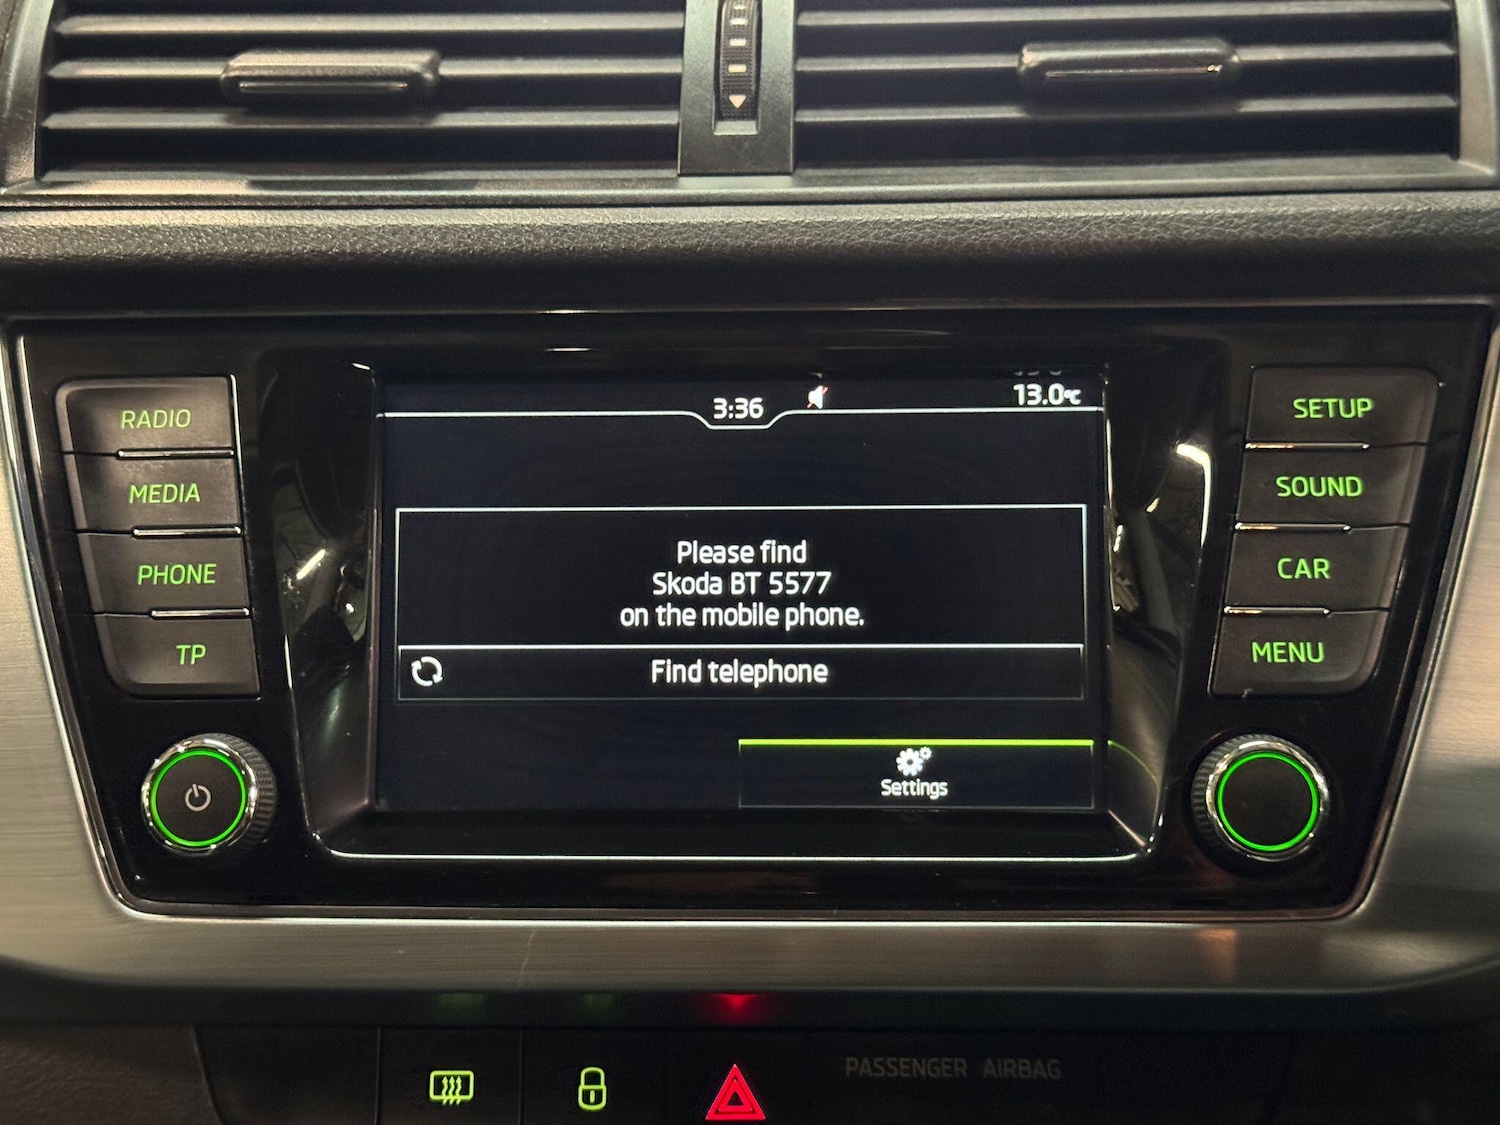 3:36
13.0°C
RADIO
MEDIA
PHONE
TP
Please find
Skoda BT 5577
on the mobile phone.
Find telephone
Settings
SETUP
SOUND
CAR
MENU
PASSENGER AIRBAG